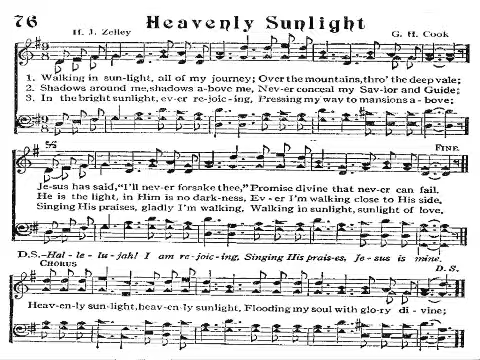 76 Heavenly Sunlight
H. J. Zelley G. H. Cook
1. Walking in sun-light, all of my journey; Over the mountains, thro' the deep vale;
2. Shadows around me, shadows a-bove me, Nev-er conceal my Sav-ior and Guide;
3. In the bright sunlight, ev-er re-joic-ing, Pressing my way to mansions a-bove;
FINE.
Je-sus has said, "I'll nev-er forsake thee," Promise divine that nev-er can fail.
He is the light, in Him is no dark-ness, Ev-er I'm walking close to His side.
Singing His praises, gladly I'm walking, Walking in sunlight, sunlight of love.
D.S.-Hal-le-lu-jah! I am re-joic-ing, Singing His prais-es, Je-sus is mine.
CHORUS D. S.
Heav-en-ly sun-light, heav-en-ly sunlight, Flooding my soul with glo-ry di-vine;